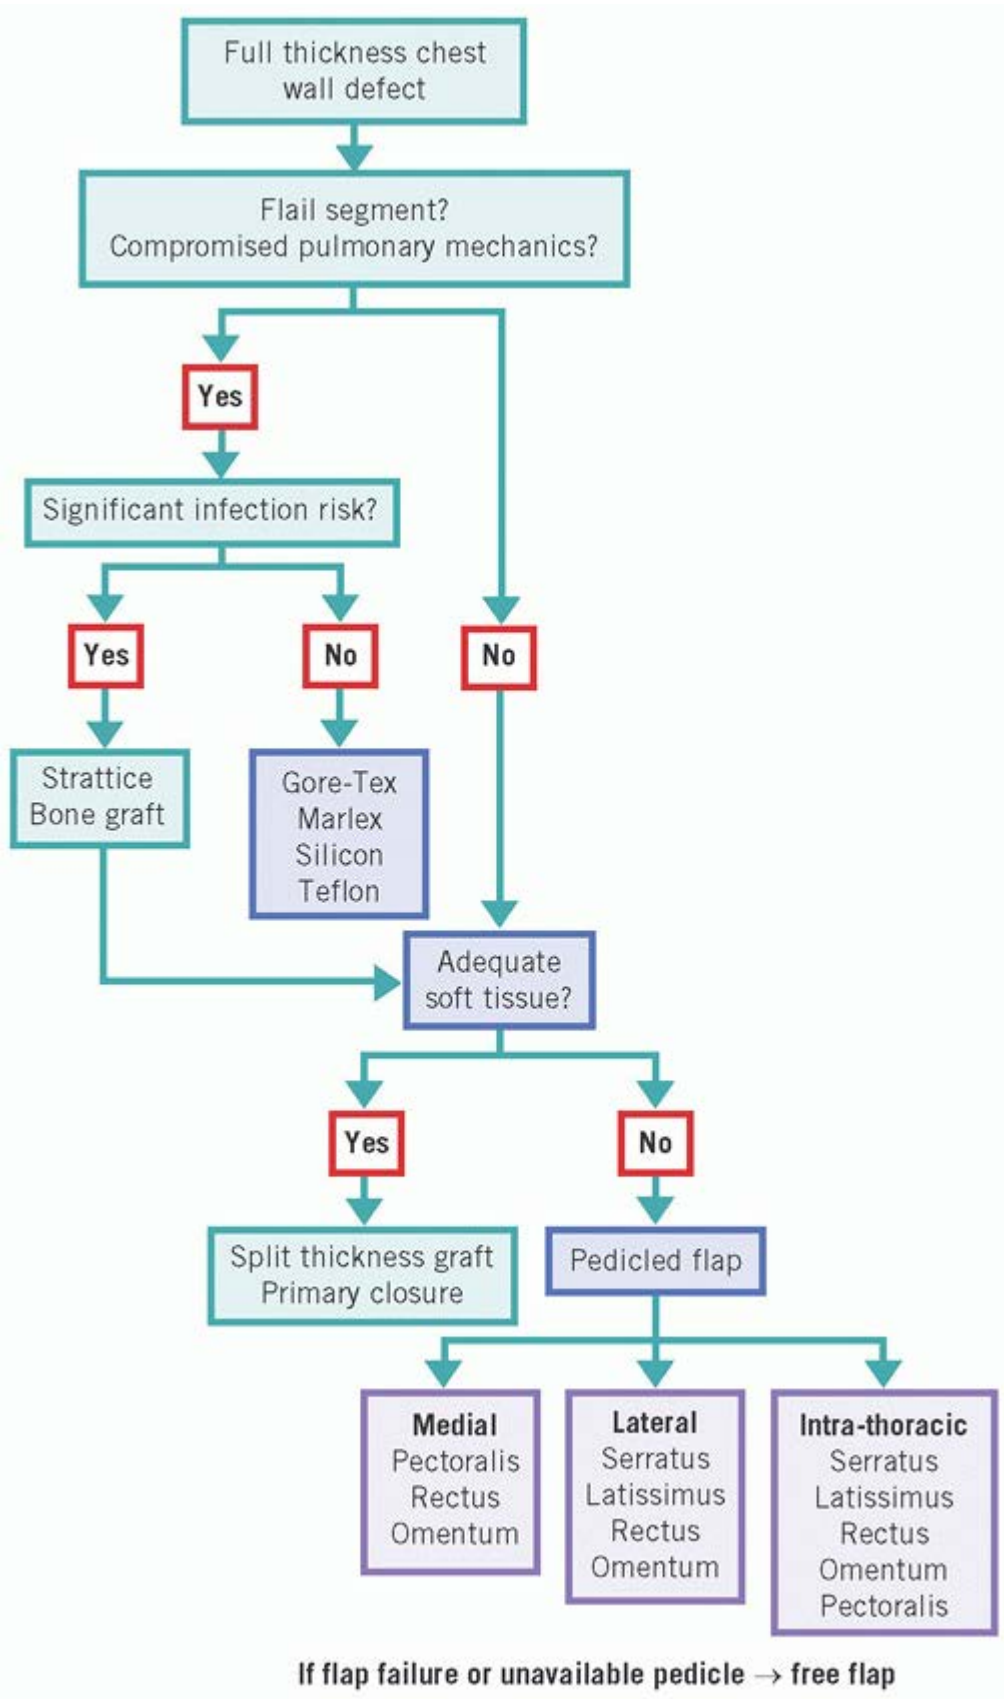 Full thickness chest
wall defect
Flail segment?
Compromised pulmonary mechanics?
Yes
Significant infection risk?
Yes
No
No
Strattice
Bone graft
Gore-Tex
Marlex
Silicon
Teflon
Adequate
soft tissue?
Yes
No
Split thickness graft
Primary closure
Pedicled flap
Medial
Pectoralis
Rectus
Omentum
Lateral
Serratus
Latissimus
Rectus
Omentum
Intra-thoracic
Serratus
Latissimus
Rectus
Omentum
Pectoralis
If flap failure or unavailable pedicle → free flap